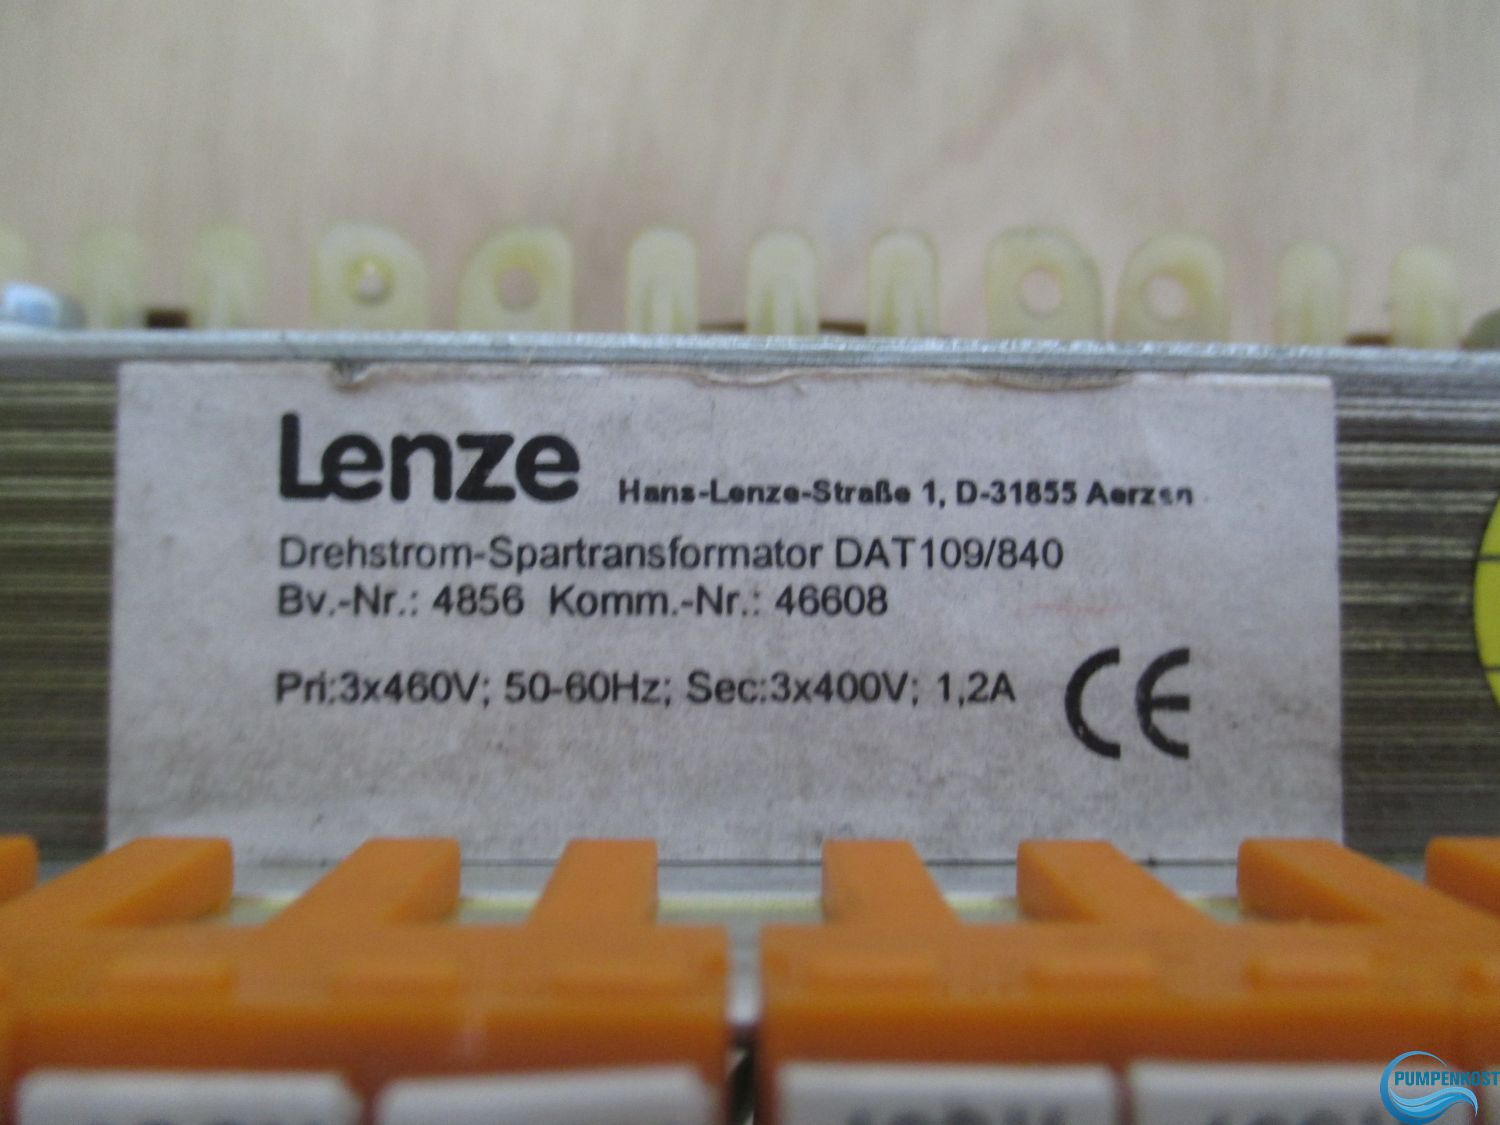 Lenze Hans-Lenze-Straße 1, D-31855 Aerzen
Drehstrom-Spartransformator DAT109/840
Bv.-Nr.: 4856 Komm.-Nr.: 46608
Pri:3x460V; 50-60Hz; Sec:3x400V; 1,2A
CE
PUMPENKOST